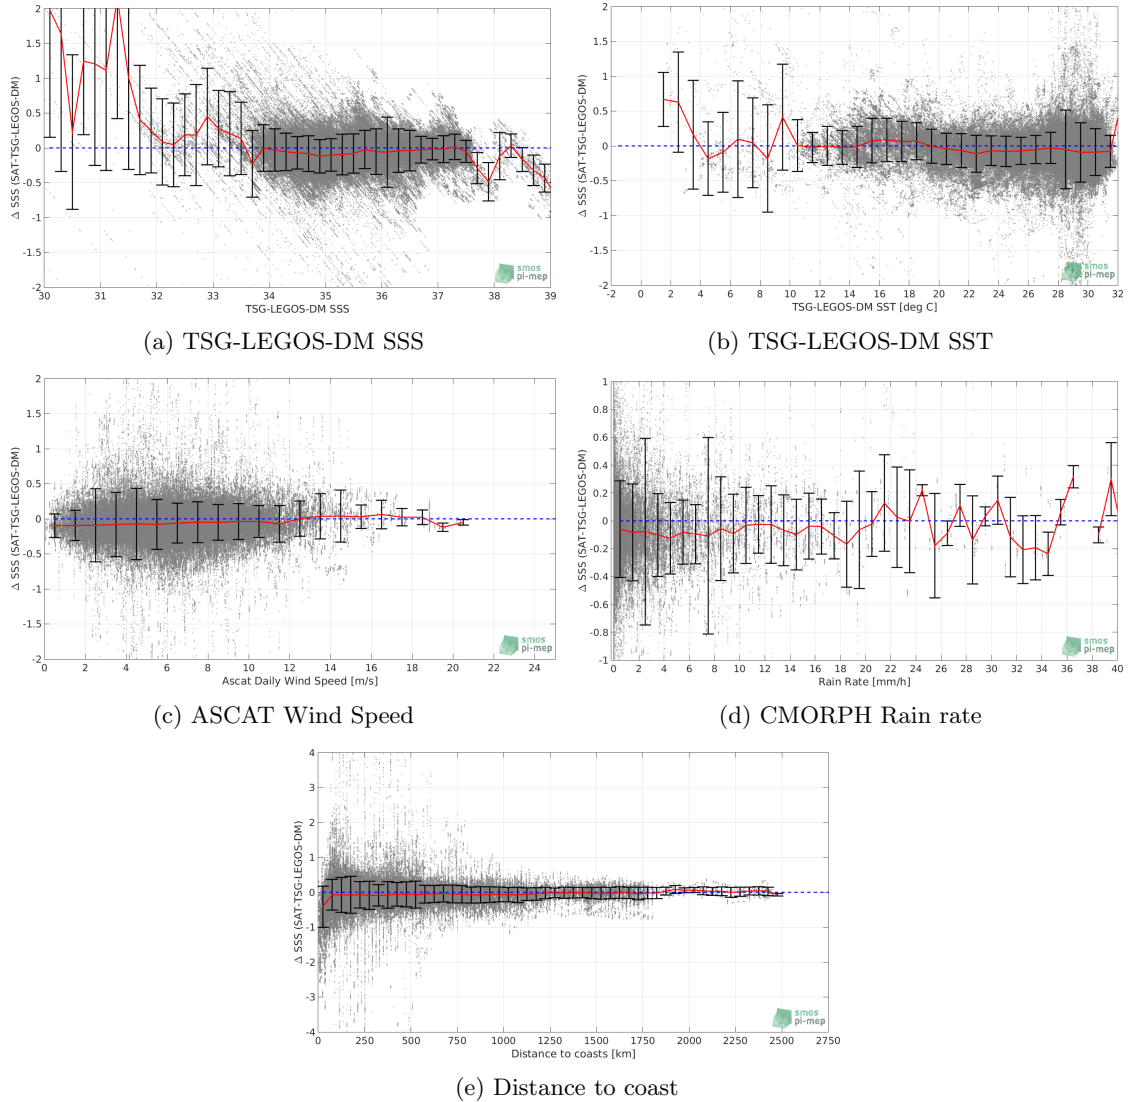 2
1.5
1
0.5
0
-0.5
-1
-1.5
-2
Δ SSS (SAT-TSG-LEGOS-DM)
30 31 32 33 34 35 36 37 38 39
TSG-LEGOS-DM SSS
smos
pi-mep
(a) TSG-LEGOS-DM SSS
2
1.5
1
0.5
0
-0.5
-1
-1.5
-2
Δ SSS (SAT-TSG-LEGOS-DM)
-2 0 2 4 6 8 10 12 14 16 18 20 22 24 26 28 30 32
TSG-LEGOS-DM SST [deg C]
smos
pi-mep
(b) TSG-LEGOS-DM SST
2
1.5
1
0.5
0
-0.5
-1
-1.5
-2
Δ SSS (SAT-TSG-LEGOS-DM)
0 2 4 6 8 10 12 14 16 18 20 22 24
Ascat Daily Wind Speed [m/s]
smos
pi-mep
(c) ASCAT Wind Speed
1
0.8
0.6
0.4
0.2
0
-0.2
-0.4
-0.6
-0.8
-1
Δ SSS (SAT-TSG-LEGOS-DM)
0 2 4 6 8 10 12 14 16 18 20 22 24 26 28 30 32 34 36 38 40
Rain Rate [mm/h]
smos
pi-mep
(d) CMORPH Rain rate
4
3
2
1
0
-1
-2
-3
-4
Δ SSS (SAT-TSG-LEGOS-DM)
0 250 500 750 1000 1250 1500 1750 2000 2250 2500 2750
Distance to coasts [km]
smos
pi-mep
(e) Distance to coast